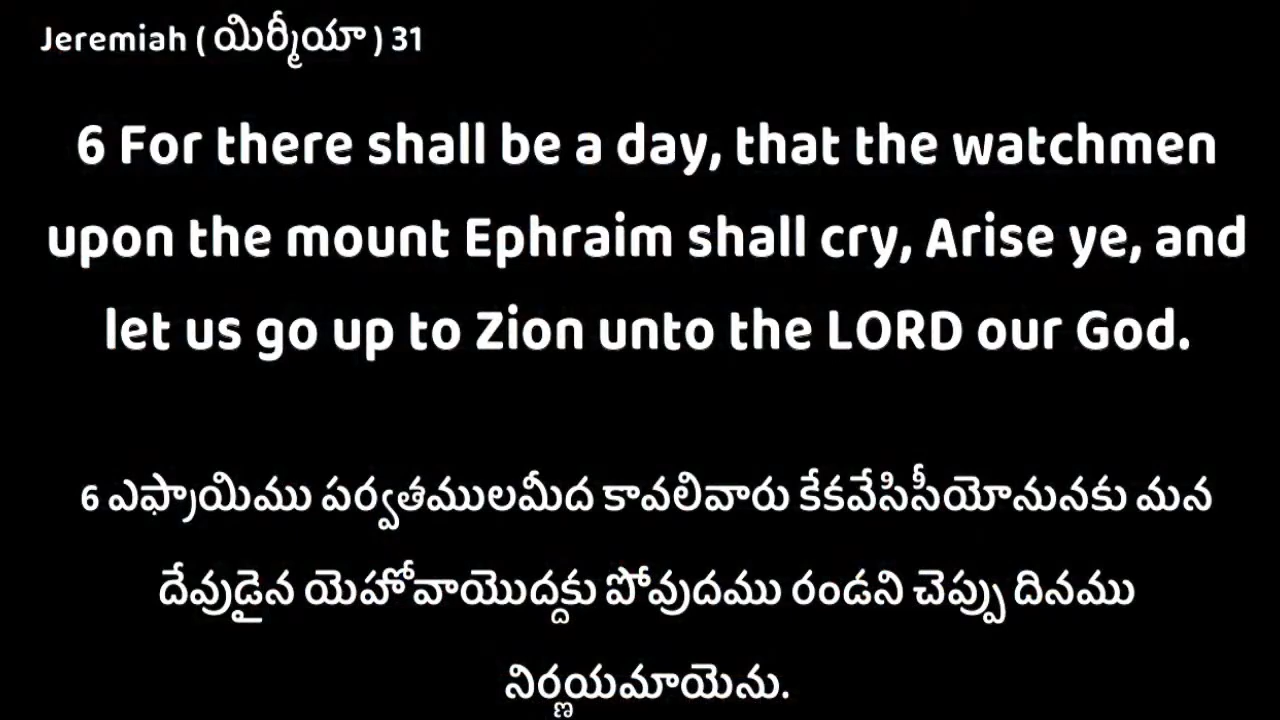 Jeremiah ( యిర్మీయా ) 31
6 For there shall be a day, that the watchmen
upon the mount Ephraim shall cry, Arise ye, and
let us go up to Zion unto the LORD our God.
6 ఎఫ్రాయిము పర్వతములమీద కావలివారు కేకవేసిసీయోనునకు మన
దేవుడైన యెహోవాయొద్దకు పోవుదము రండని చెప్పు దినము
నిర్ణయమాయెను.